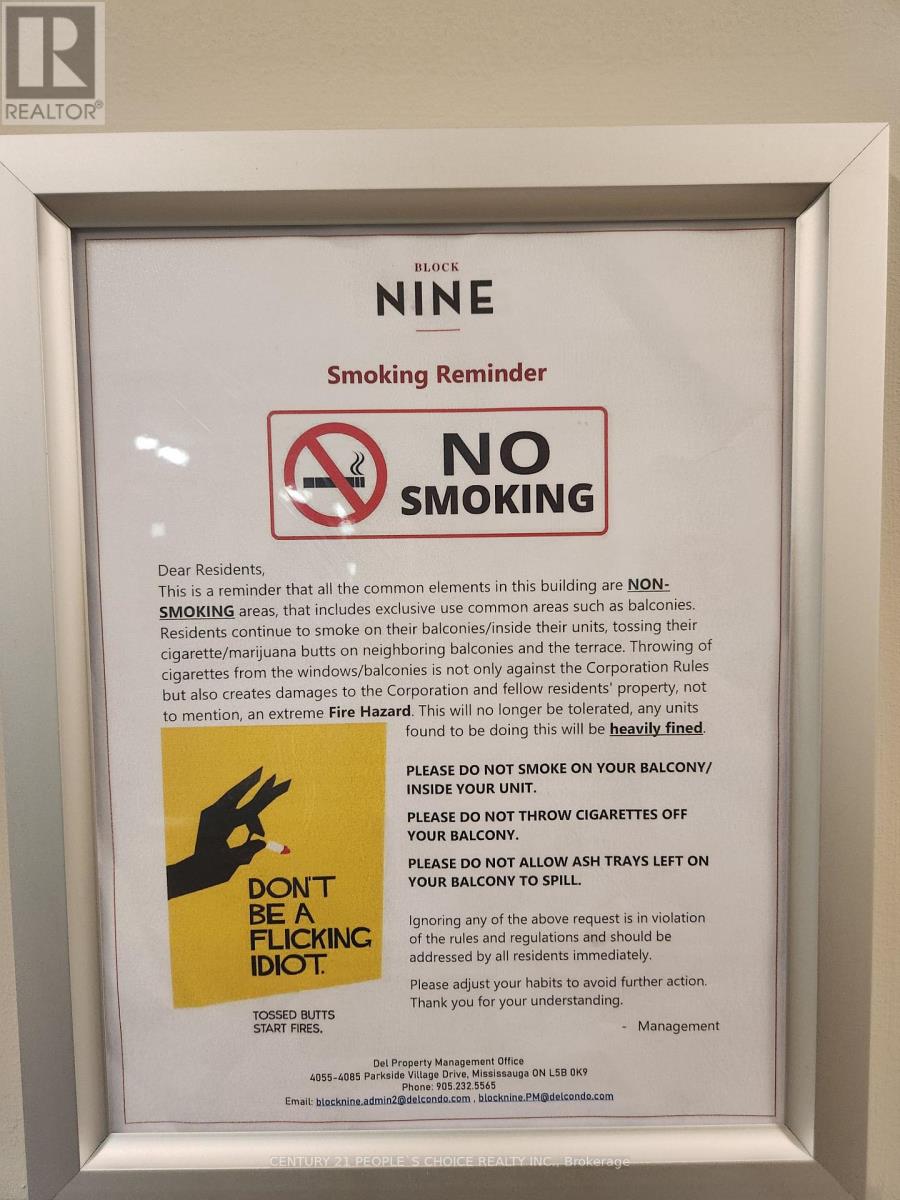 REALTOR®
BLOCK
NINE
Smoking Reminder
NO
SMOKING
Dear Residents,
This is a reminder that all the common elements in this building are NON-
SMOKING areas, that includes exclusive use common areas such as balconies.
Residents continue to smoke on their balconies/inside their units, tossing their
cigarette/marijuana butts on neighboring balconies and the terrace. Throwing of
cigarettes from the windows/balconies is not only against the Corporation Rules
but also creates damages to the Corporation and fellow residents' property, not
to mention, an extreme Fire Hazard. This will no longer be tolerated, any units
found to be doing this will be heavily fined.
PLEASE DO NOT SMOKE ON YOUR BALCONY/
INSIDE YOUR UNIT.
PLEASE DO NOT THROW CIGARETTES OFF
YOUR BALCONY.
PLEASE DO NOT ALLOW ASH TRAYS LEFT ON
YOUR BALCONY TO SPILL.
DON'T
BE A
FLICKING
IDIOT.
TOSSED BUTTS
START FIRES.
Ignoring any of the above request is in violation
of the rules and regulations and should be
addressed by all residents immediately.
Please adjust your habits to avoid further action.
Thank you for your understanding.
- Management
Del Property Management Office
4055-4085 Parkside Village Drive, Mississauga ON L5B 0K9
Phone: 905.232.5565
Email: blocknine.admin2@delcondo.com , blocknine.PM@delcondo.com
CENTURY 21 PEOPLE`S CHOICE REALTY INC., Brokerage